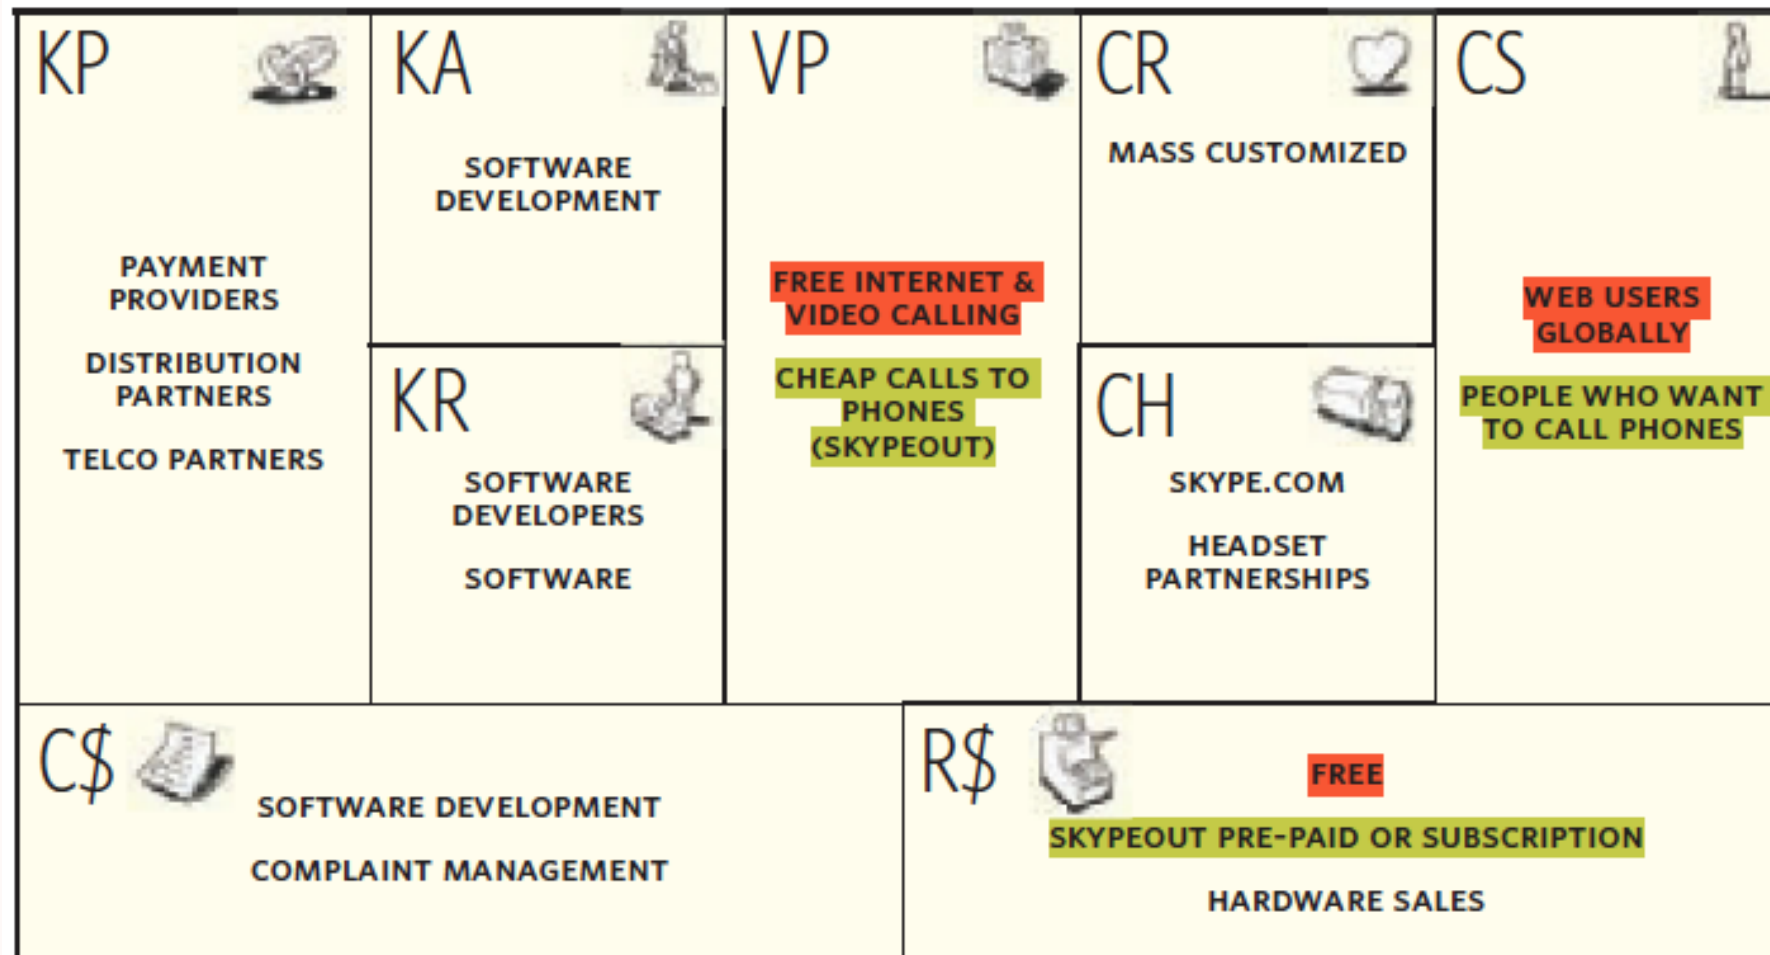 KP
PAYMENT
PROVIDERS
DISTRIBUTION
PARTNERS
TELCO PARTNERS
KA
SOFTWARE
DEVELOPMENT
KR
SOFTWARE
DEVELOPERS
SOFTWARE
VP
FREE INTERNET &
VIDEO CALLING
CHEAP CALLS TO
PHONES
(SKYPEOUT)
CR
MASS CUSTOMIZED
CH
SKYPE.COM
HEADSET
PARTNERSHIPS
CS
WEB USERS
GLOBALLY
PEOPLE WHO WANT
TO CALL PHONES
C$
SOFTWARE DEVELOPMENT
COMPLAINT MANAGEMENT
R$
FREE
SKYPEOUT PRE-PAID OR SUBSCRIPTION
HARDWARE SALES